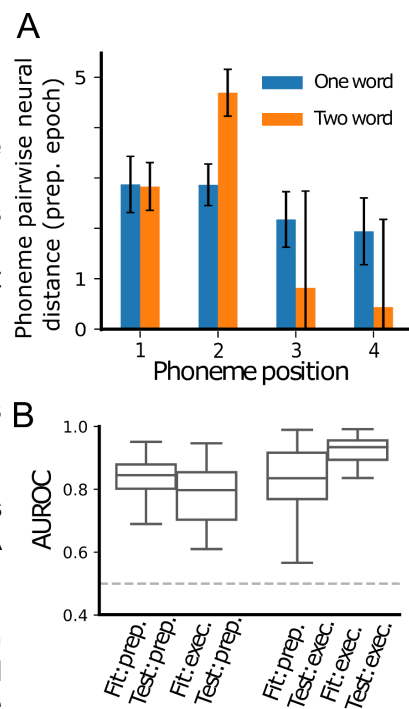 A
Phoneme pairwise neural
distance (prep. epoch)
5
1
0
One word
Two word
1 2 3 4
Phoneme position
B
AUROC
1.0
0.8
0.6
0.4
Fit: prep.
Test: prep.
Fit: exec.
Test: prep.
Fit: prep.
Test: exec.
Fit: exec.
Test: exec.